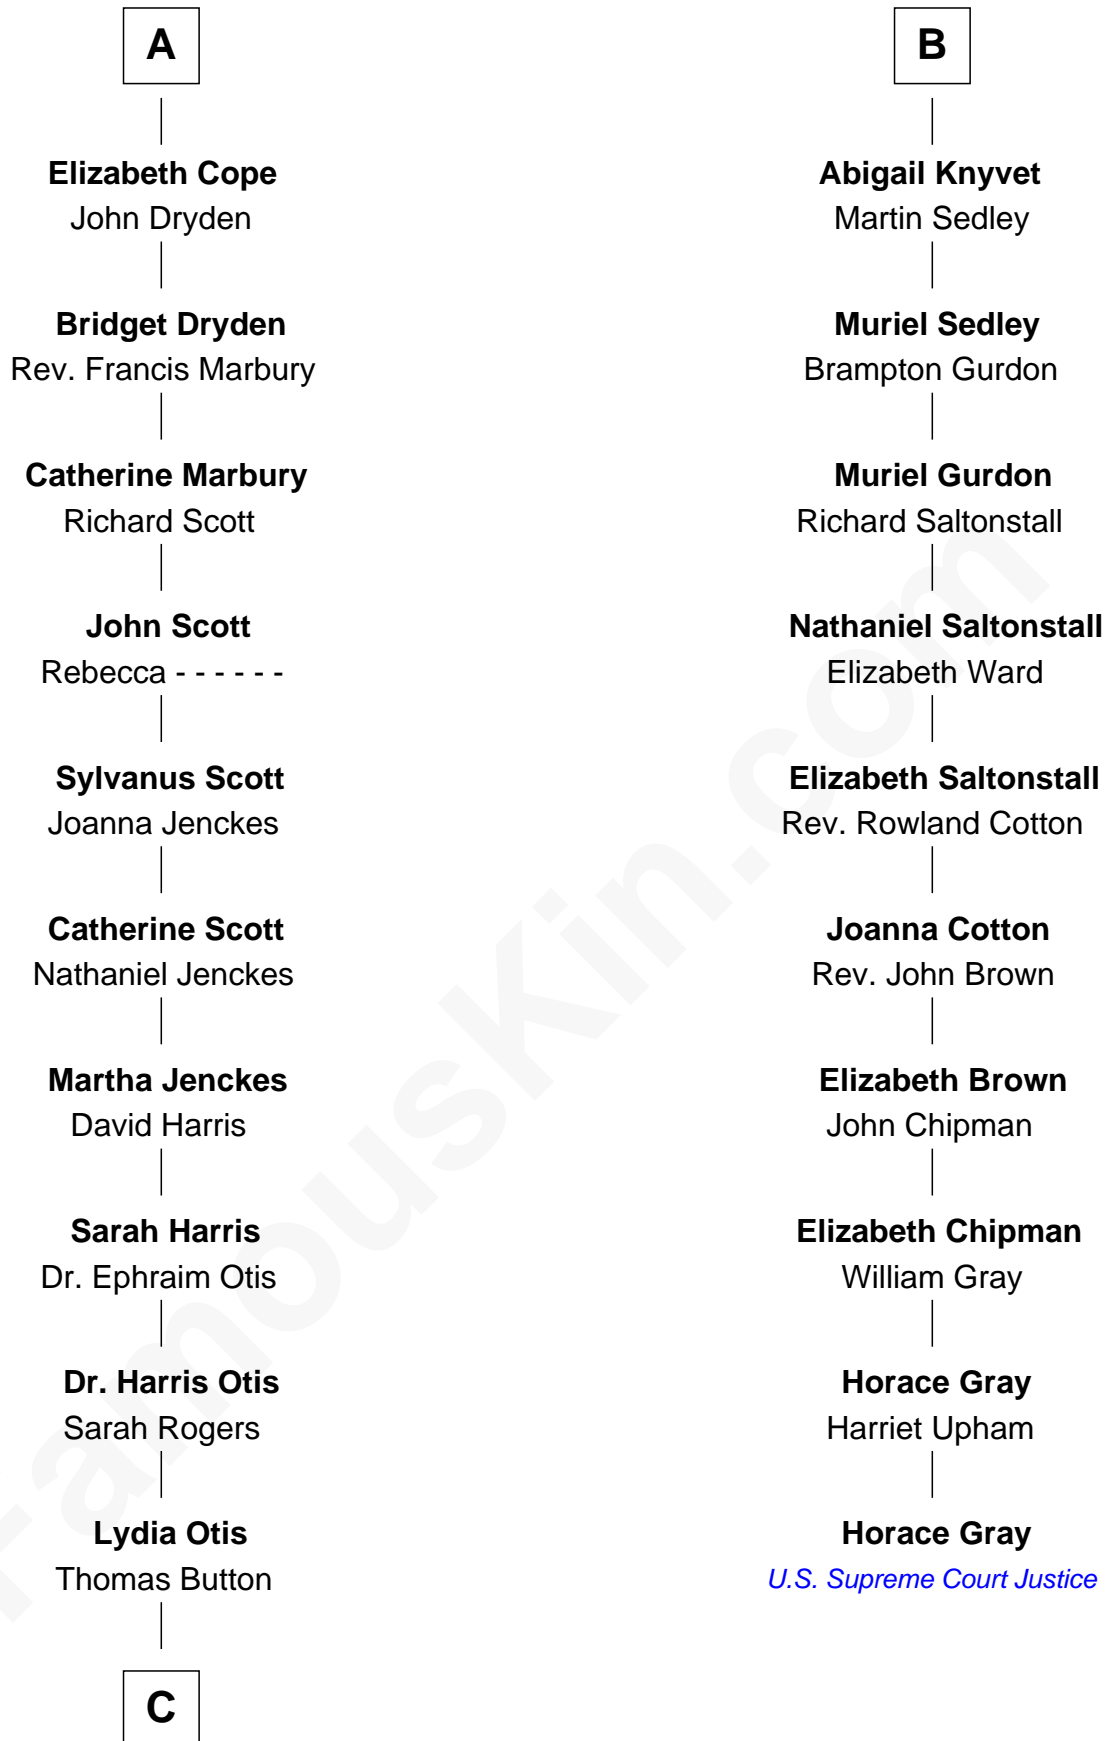 A
Elizabeth Cope
John Dryden
Bridget Dryden
Rev. Francis Marbury
Catherine Marbury
Richard Scott
John Scott
Rebecca - - - - - -
Sylvanus Scott
Joanna Jenckes
Catherine Scott
Nathaniel Jenckes
Martha Jenckes
David Harris
Sarah Harris
Dr. Ephraim Otis
Dr. Harris Otis
Sarah Rogers
Lydia Otis
Thomas Button
C
B
Abigail Knyvet
Martin Sedley
Muriel Sedley
Brampton Gurdon
Muriel Gurdon
Richard Saltonstall
Nathaniel Saltonstall
Elizabeth Ward
Elizabeth Saltonstall
Rev. Rowland Cotton
Joanna Cotton
Rev. John Brown
Elizabeth Brown
John Chipman
Elizabeth Chipman
William Gray
Horace Gray
Harriet Upham
Horace Gray
U.S. Supreme Court Justice
FamousKin.com